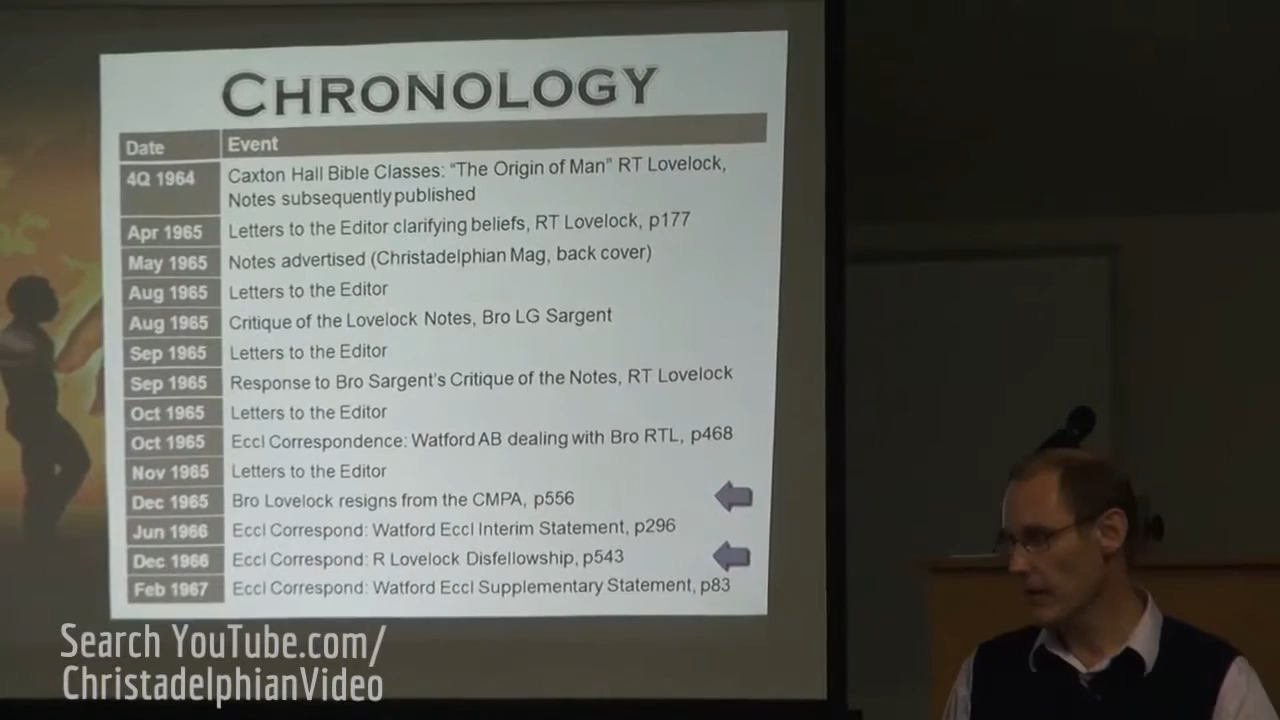 CHRONOLOGY
Date Event
4Q 1964 Caxton Hall Bible Classes: “The Origin of Man” RT Lovelock,
Notes subsequently published
Apr 1965 Letters to the Editor clarifying beliefs, RT Lovelock, p177
May 1965 Notes advertised (Christadelphian Mag, back cover)
Aug 1965 Letters to the Editor
Aug 1965 Critique of the Lovelock Notes, Bro LG Sargent
Sep 1965 Letters to the Editor
Sep 1965 Response to Bro Sargent's Critique of the Notes, RT Lovelock
Oct 1965 Letters to the Editor
Oct 1965 Eccl Correspondence: Watford AB dealing with Bro RTL, p468
Nov 1965 Letters to the Editor
Dec 1965 Bro Lovelock resigns from the CMPA, p556
Jun 1966 Eccl Correspond: Watford Eccl Interim Statement, p296
Dec 1966 Eccl Correspond: R Lovelock Disfellowship, p543
Feb 1967 Eccl Correspond: Watford Eccl Supplementary Statement, p83
Search YouTube.com/
ChristadelphianVideo